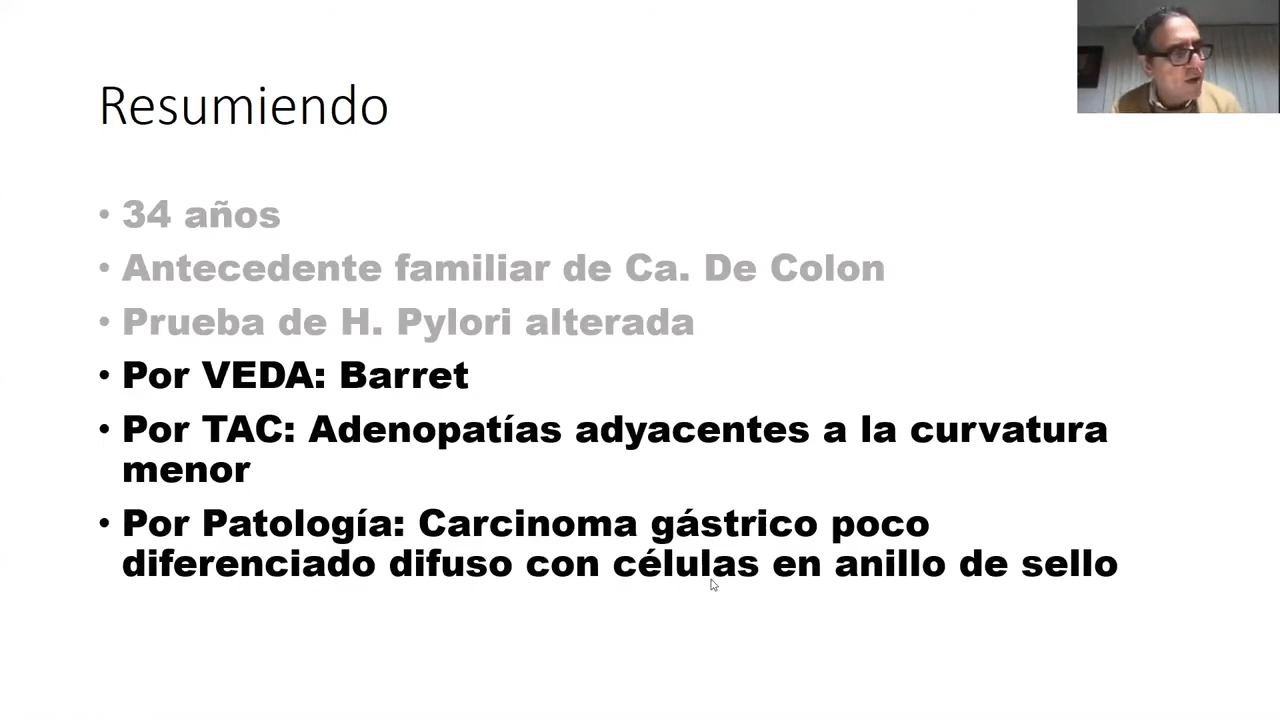 Resumiendo
• 34 años
• Antecedente familiar de Ca. De Colon
• Prueba de H. Pylori alterada
• Por VEDA: Barret
• Por TAC: Adenopatías adyacentes a la curvatura
menor
• Por Patología: Carcinoma gástrico poco
diferenciado difuso con células en anillo de sello